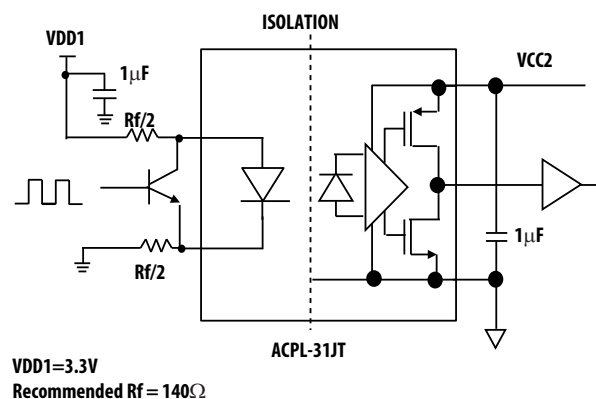 ISOLATION
VDD1
1μF
VCC2
Rf/2
1μF
Rf/2
ACPL-31JT
VDD1=3.3V
Recommended Rf = 140Ω